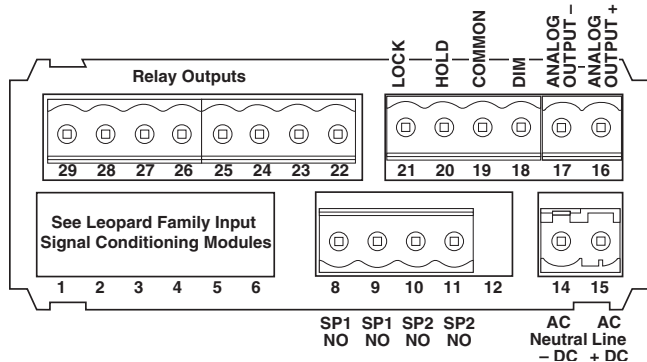 LOCK
HOLD
COMMON
DIM
ANALOG
OUTPUT –
ANALOG
OUTPUT +
Relay Outputs
29 28 27 26 25 24 23 22
21 20 19 18 17 16
See Leopard Family Input
Signal Conditioning Modules
1 2 3 4 5 6
8 9 10 11 12
14 15
SP1 SP1 SP2 SP2
NO NO NO NO
AC AC
Neutral Line
– DC + DC